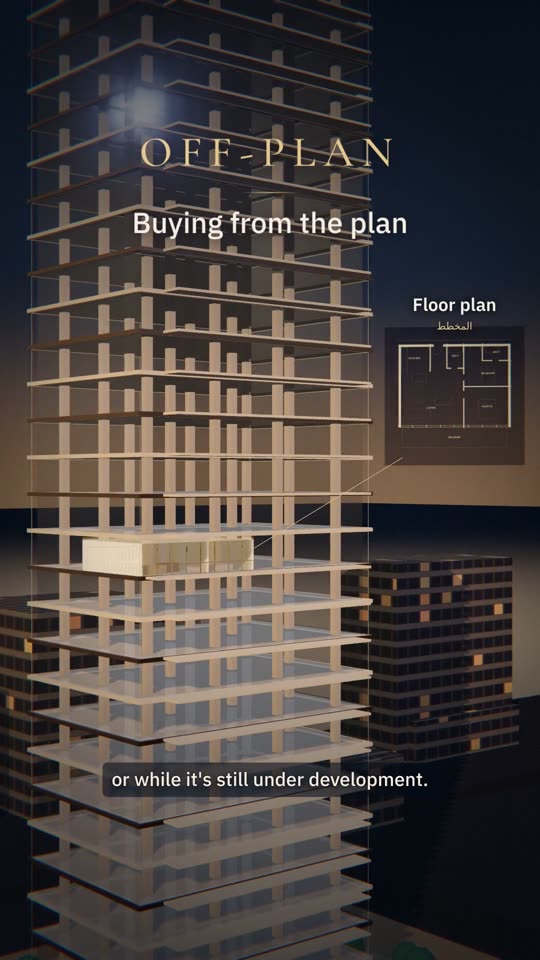 OFF-PLAN
Buying from the plan
Floor plan
المخطط
or while it's still under development.